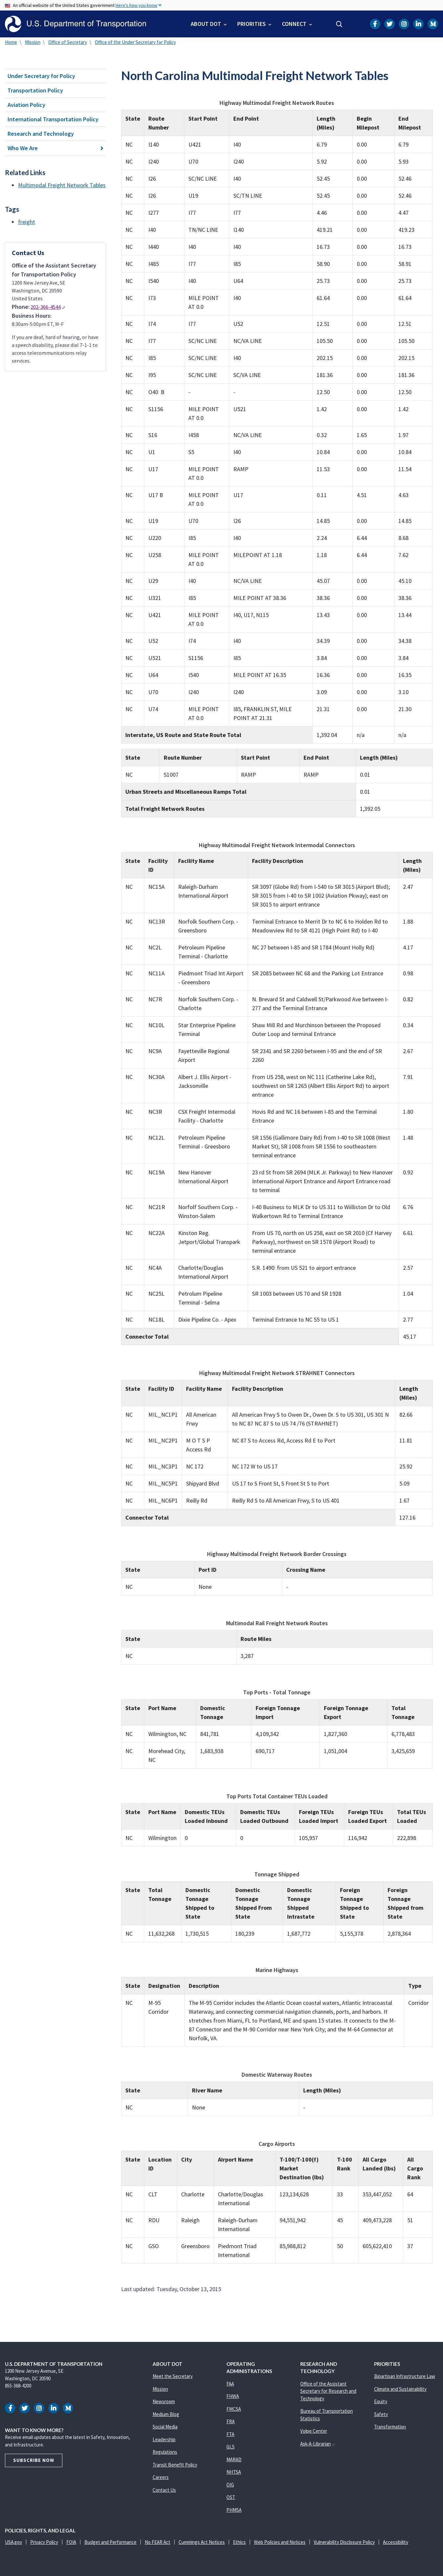 An official website of the United States government Here's how you know
U.S. Department of Transportation
ABOUT DOT
PRIORITIES
CONNECT
Home \ Mission \ Office of Secretary \ Office of the Under Secretary for Policy
Under Secretary for Policy
Transportation Policy
Aviation Policy
International Transportation Policy
Research and Technology
Who We Are
Related Links
Multimodal Freight Network Tables
Tags
freight
Contact Us
Office of the Assistant Secretary for Transportation Policy
1200 New Jersey Ave, SE
Washington, DC 20590
United States
Phone: 202-366-4544
Business Hours:
8:30am-5:00pm ET, M-F
If you are deaf, hard of hearing, or have a speech disability, please dial 7-1-1 to access telecommunications relay services.
North Carolina Multimodal Freight Network Tables
Highway Multimodal Freight Network Routes
State Route Number Start Point End Point Length (Miles) Begin Milepost End Milepost
NC I140 U421 I40 6.79 0.00 6.79
NC I240 U70 I240 5.92 0.00 5.93
NC I26 SC/NC LINE I40 52.45 0.00 52.46
NC I26 U19 SC/TN LINE 52.45 0.00 52.46
NC I277 I77 I77 4.46 0.00 4.47
NC I40 TN/NC LINE I140 419.21 0.00 419.23
NC I440 I40 I40 16.73 0.00 16.73
NC I485 I77 I85 58.90 0.00 58.91
NC I540 I40 U64 25.73 0.00 25.73
NC I73 MILE POINT AT 0.0 I40 61.64 0.00 61.64
NC I74 I77 U52 12.51 0.00 12.51
NC I77 SC/NC LINE NC/VA LINE 105.50 0.00 105.50
NC I85 SC/NC LINE I40 202.15 0.00 202.15
NC I95 SC/NC LINE SC/VA LINE 181.36 0.00 181.36
NC O40 B - - 12.50 0.00 12.50
NC S1156 MILE POINT AT 0.0 U521 1.42 0.00 1.42
NC S16 I458 NC/VA LINE 0.32 1.65 1.97
NC U1 S5 I40 10.84 0.00 10.84
NC U17 MILE POINT AT 0.0 RAMP 11.53 0.00 11.54
NC U17 B MILE POINT AT 0.0 U17 0.11 4.51 4.63
NC U19 U70 I26 14.85 0.00 14.85
NC U220 I85 I40 2.24 6.44 8.68
NC U258 MILE POINT AT 0.0 MILEPOINT AT 1.18 1.18 6.44 7.62
NC U29 I40 NC/VA LINE 45.07 0.00 45.10
NC U321 I85 MILE POINT AT 38.36 38.36 0.00 38.36
NC U421 MILE POINT AT 0.0 I40, U17, N115 13.43 0.00 13.44
NC U52 I74 I40 34.39 0.00 34.38
NC U521 S1156 I85 3.84 0.00 3.84
NC U64 I540 MILE POINT AT 16.35 16.36 0.00 16.35
NC U70 I240 I240 3.09 0.00 3.10
NC U74 MILE POINT AT 0.0 I85, FRANKLIN ST, MILE POINT AT 21.31 21.31 0.00 21.30
Interstate, US Route and State Route Total 1,392.04 n/a n/a
State Route Number Start Point End Point Length (Miles)
NC S1007 RAMP RAMP 0.01
Urban Streets and Miscellaneous Ramps Total 0.01
Total Freight Network Routes 1,392.05
Highway Multimodal Freight Network Intermodal Connectors
State Facility ID Facility Name Facility Description Length (Miles)
NC NC15A Raleigh-Durham International Airport SR 3097 (Globe Rd) from I-540 to SR 3015 (Airport Blvd); SR 3015 from I-40 to SR 1002 (Aviation Pkway); east on SR 3015 to airport entrance 2.47
NC NC13R Norfolk Southern Corp. - Greensboro Terminal Entrance to Merrit Dr to NC 6 to Holden Rd to Meadowview Rd to SR 4121 (High Point Rd) to I-40 1.88
NC NC2L Petroleum Pipeline Terminal - Charlotte NC 27 between I-85 and SR 1784 (Mount Holly Rd) 4.17
NC NC11A Piedmont Triad Int Airport - Greensboro SR 2085 between NC 68 and the Parking Lot Entrance 0.98
NC NC7R Norfolk Southern Corp. - Charlotte N. Brevard St and Caldwell St/Parkwood Ave between I-277 and the Terminal Entrance 0.82
NC NC10L Star Enterprise Pipeline Terminal Shaw Mill Rd and Murchinson between the Proposed Outer Loop and terminal Entrance 0.34
NC NC9A Fayetteville Regional Airport SR 2341 and SR 2260 between I-95 and the end of SR 2260 2.67
NC NC30A Albert J. Ellis Airport - Jacksonville From US 258, west on NC 111 (Catherine Lake Rd), southwest on SR 1265 (Albert Ellis Airport Rd) to airport entrance 7.91
NC NC3R CSX Freight Intermodal Facility - Charlotte Hovis Rd and NC 16 between I-85 and the Terminal Entrance 1.80
NC NC12L Petroleum Pipeline Terminal - Greesboro SR 1556 (Gallimore Dairy Rd) from I-40 to SR 1008 (West Market St); SR 1008 from SR 1556 to southeastern terminal entrance 1.48
NC NC19A New Hanover International Airport 23 rd St from SR 2694 (MLK Jr. Parkway) to New Hanover International Airport Entrance and Airport Entrance road to terminal 0.92
NC NC21R Norfolf Southern Corp. - Winston-Salem I-40 Business to MLK Dr to US 311 to Williston Dr to Old Walkertown Rd to Terminal Entrance 6.76
NC NC22A Kinston Reg. Jetport/Global Transpark From US 70, north on US 258, east on SR 2010 (Cf Harvey Parkway), northwest on SR 1578 (Airport Road) to terminal entrance 6.61
NC NC4A Charlotte/Douglas International Airport S.R. 1490 from US 521 to airport entrance 2.57
NC NC25L Petrolum Pipeline Terminal - Selma SR 1003 between US 70 and SR 1928 1.04
NC NC18L Dixie Pipeline Co. - Apex Terminal Entrance to NC 55 to US 1 2.77
Connector Total 45.17
Highway Multimodal Freight Network STRAHNET Connectors
State Facility ID Facility Name Facility Description Length (Miles)
NC MIL_NC1P1 All American Frwy All American Frwy S to Owen Dr., Owen Dr. S to US 301, US 301 N to NC 87 NC 87 S to US 74 /76 (STRAHNET) 82.66
NC MIL_NC2P1 M O T S P Access Rd NC 87 S to Access Rd, Access Rd E to Port 11.81
NC MIL_NC3P1 NC 172 NC 172 W to US 17 25.92
NC MIL_NC5P1 Shipyard Blvd US 17 to S Front St, S Front St S to Port 5.09
NC MIL_NC6P1 Reilly Rd Reilly Rd S to All American Frwy, S to US 401 1.67
Connector Total 127.16
Highway Multimodal Freight Network Border Crossings
State Port ID Crossing Name
NC None -
Multimodal Rail Freight Network Routes
State Route Miles
NC 3,287
Top Ports - Total Tonnage
State Port Name Domestic Tonnage Foreign Tonnage Import Foreign Tonnage Export Total Tonnage
NC Wilmington, NC 841,781 4,109,342 1,827,360 6,778,483
NC Morehead City, NC 1,683,938 690,717 1,051,004 3,425,659
Top Ports Total Container TEUs Loaded
State Port Name Domestic TEUs Loaded Inbound Domestic TEUs Loaded Outbound Foreign TEUs Loaded Import Foreign TEUs Loaded Export Total TEUs Loaded
NC Wilmington 0 0 105,957 116,942 222,898
Tonnage Shipped
State Total Tonnage Domestic Tonnage Shipped to State Domestic Tonnage Shipped From State Domestic Tonnage Shipped Intrastate Foreign Tonnage Shipped to State Foreign Tonnage Shipped from State
NC 11,632,268 1,730,515 180,239 1,687,772 5,155,378 2,878,364
Marine Highways
State Designation Description Type
NC M-95 Corridor The M-95 Corridor includes the Atlantic Ocean coastal waters, Atlantic Intracoastal Waterway, and connecting commercial navigation channels, ports, and harbors. It stretches from Miami, FL to Portland, ME and spans 15 states. It connects to the M-87 Connector and the M-90 Corridor near New York City, and the M-64 Connector at Norfolk, VA. Corridor
Domestic Waterway Routes
State River Name Length (Miles)
NC None -
Cargo Airports
State Location ID City Airport Name T-100/T-100(f) Market Destination (lbs) T-100 Rank All Cargo Landed (lbs) All Cargo Rank
NC CLT Charlotte Charlotte/Douglas International 123,134,628 33 353,447,052 64
NC RDU Raleigh Raleigh-Durham International 94,551,942 45 409,473,228 51
NC GSO Greensboro Piedmont Triad International 85,988,812 50 605,622,410 37
Last updated: Tuesday, October 13, 2015
U.S. DEPARTMENT OF TRANSPORTATION
1200 New Jersey Avenue, SE
Washington, DC 20590
855-368-4200
WANT TO KNOW MORE?
Receive email updates about the latest in Safety, Innovation, and Infrastructure.
SUBSCRIBE NOW
ABOUT DOT
Meet the Secretary
Mission
Newsroom
Medium Blog
Social Media
Leadership
Regulations
Transit Benefit Policy
Careers
Contact Us
OPERATING ADMINISTRATIONS
FAA
FHWA
FMCSA
FRA
FTA
GLS
MARAD
NHTSA
OIG
OST
PHMSA
RESEARCH AND TECHNOLOGY
Office of the Assistant Secretary for Research and Technology
Bureau of Transportation Statistics
Volpe Center
Ask-A-Librarian
PRIORITIES
Bipartisan Infrastructure Law
Climate and Sustainability
Equity
Safety
Transformation
POLICIES, RIGHTS, AND LEGAL
USA.gov | Privacy Policy | FOIA | Budget and Performance | No FEAR Act | Cummings Act Notices | Ethics | Web Policies and Notices | Vulnerability Disclosure Policy | Accessibility